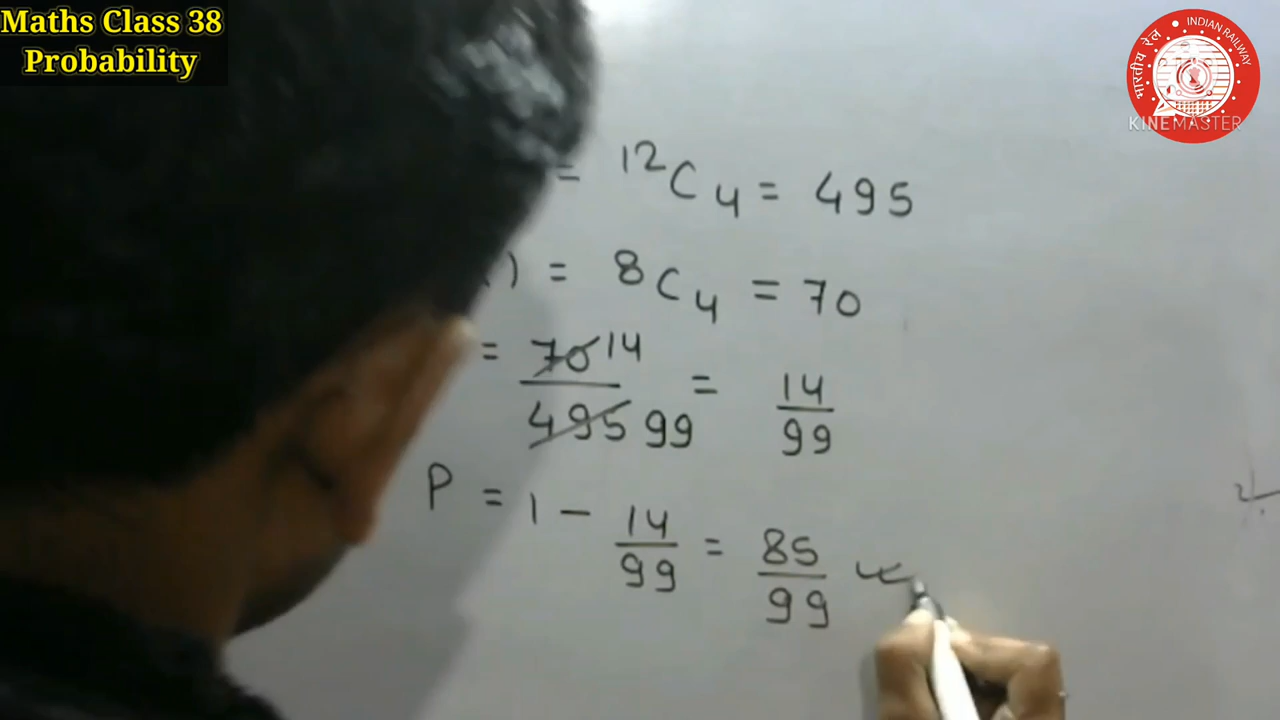 Maths Class 38
Probability
भारतीय रेल INDIAN RAILWAY
KINEMASTER
= ¹²C₄ = 495
) = ⁸C₄ = 70
= 70 14 / 495 99 = 14/99
P = 1 - 14/99 = 85/99